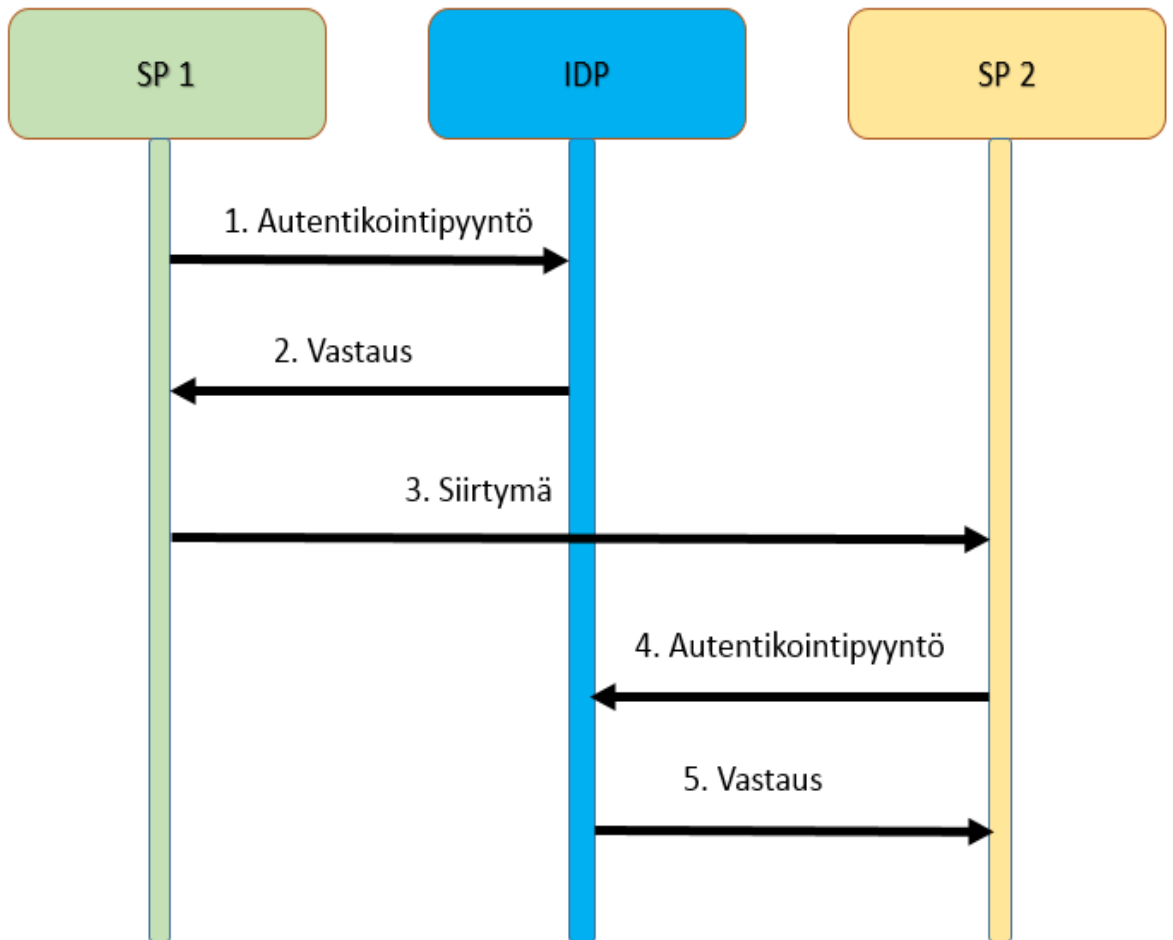 SP 1
IDP
SP 2
1. Autentikointipyyntö
2. Vastaus
3. Siirtymä
4. Autentikointipyyntö
5. Vastaus